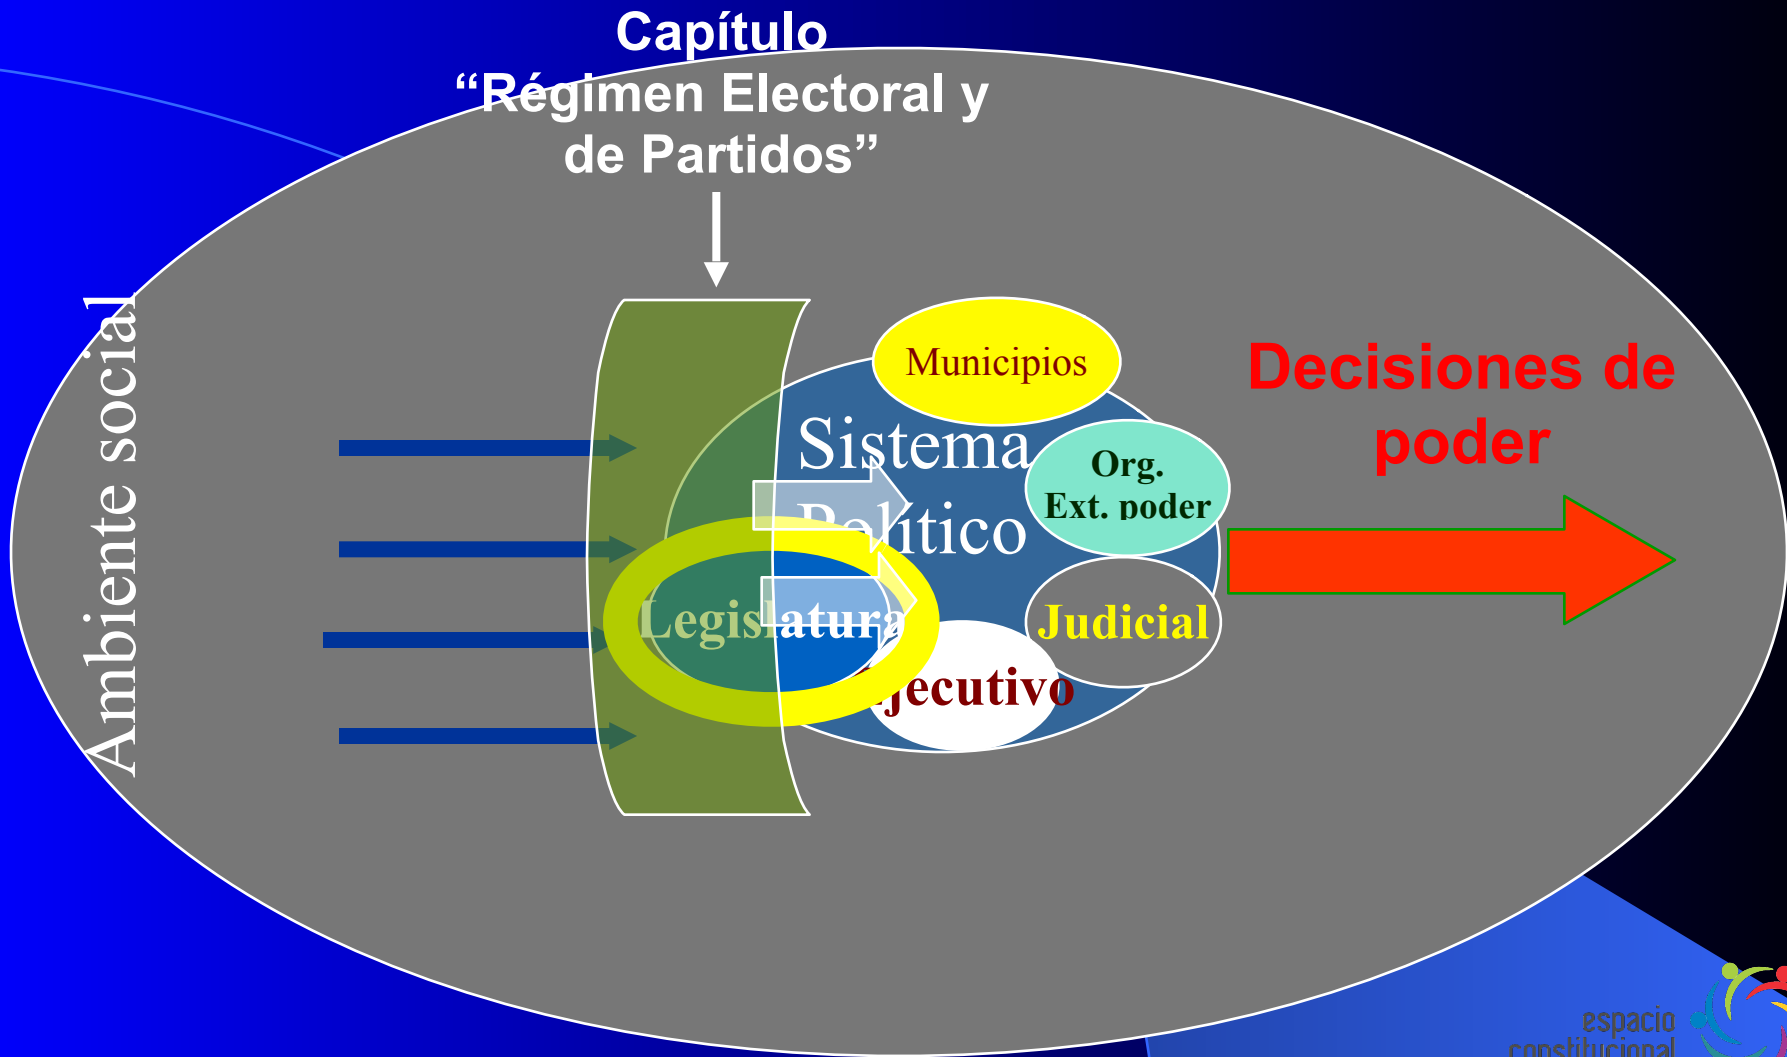 Capítulo
“Régimen Electoral y
de Partidos”
Ambiente social
Municipios
Sistema
Político
Org.
Ext. poder
Decisiones de
poder
Legislatura
Judicial
Ejecutivo
espacio
constitucional